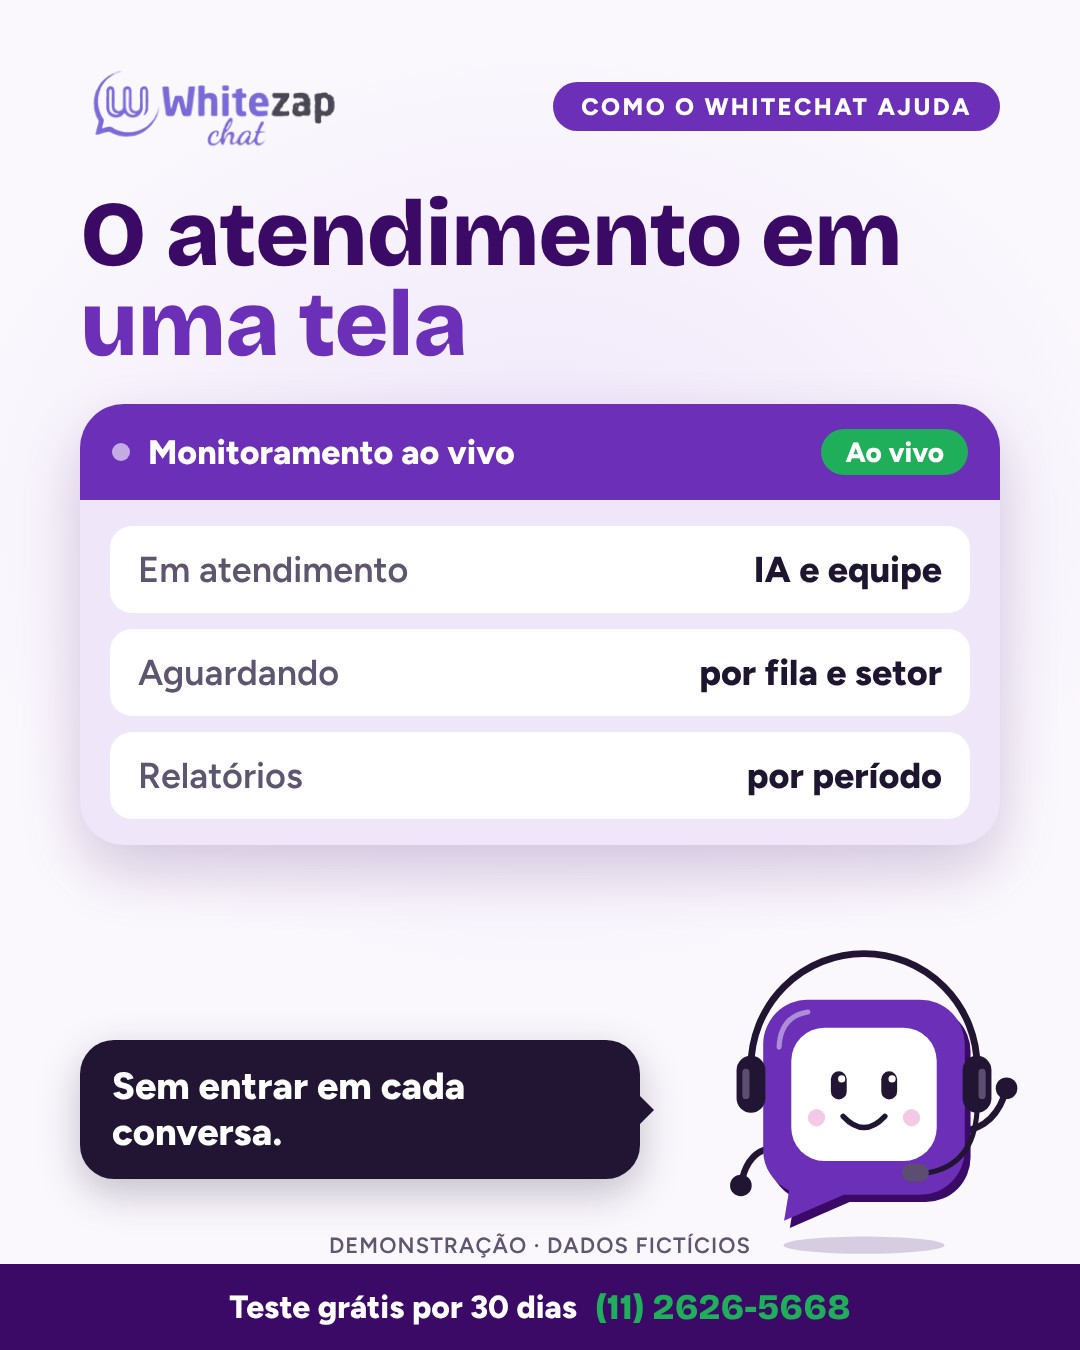 Whitezap
chat
COMO O WHITECHAT AJUDA
O atendimento em
uma tela
Monitoramento ao vivo
Ao vivo
Em atendimento
IA e equipe
Aguardando
por fila e setor
Relatórios
por período
Sem entrar em cada
conversa.
DEMONSTRAÇÃO · DADOS FICTÍCIOS
Teste grátis por 30 dias (11) 2626-5668